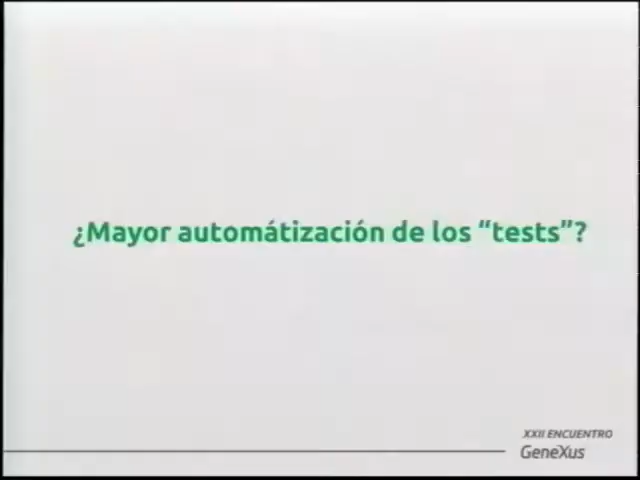 ¿Mayor automátización de los “tests”?
XXII ENCUENTRO
GeneXus